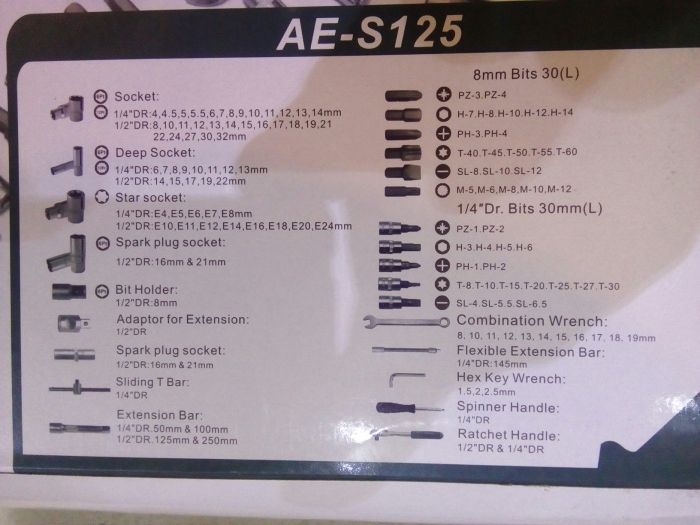 AE-S125
Socket:
1/4"DR:4,4.5,5,5.5,6,7,8,9,10,11,12,13,14mm
1/2"DR:8,10,11,12,13,14,15,16,17,18,19,21
22,24,27,30,32mm
Deep Socket:
1/4"DR:6,7,8,9,10,11,12,13mm
1/2"DR:14,15,17,19,22mm
Star socket:
1/4"DR:E4,E5,E6,E7,E8mm
1/2"DR:E10,E11,E12,E14,E16,E18,E20,E24mm
Spark plug socket:
1/2"DR:16mm & 21mm
Bit Holder:
1/2"DR:8mm
Adaptor for Extension:
1/2"DR
Spark plug socket:
1/2"DR:16mm & 21mm
Sliding T Bar:
1/4"DR
Extension Bar:
1/4"DR.50mm & 100mm
1/2"DR.125mm & 250mm
8mm Bits 30(L)
PZ-3.PZ-4
H-7.H-8.H-10.H-12.H-14
PH-3.PH-4
T-40.T-45.T-50.T-55.T-60
SL-8.SL-10.SL-12
M-5,M-6,M-8,M-10,M-12
1/4"Dr. Bits 30mm(L)
PZ-1.PZ-2
H-3.H-4.H-5.H-6
PH-1.PH-2
T-8.T-10.T-15.T-20.T-25.T-27.T-30
SL-4.SL-5.5.SL-6.5
Combination Wrench:
8, 10, 11, 12, 13, 14, 15, 16, 17, 18, 19mm
Flexible Extension Bar:
1/4"DR:145mm
Hex Key Wrench:
1.5,2,2.5mm
Spinner Handle:
1/4"DR
Ratchet Handle:
1/2"DR & 1/4"DR